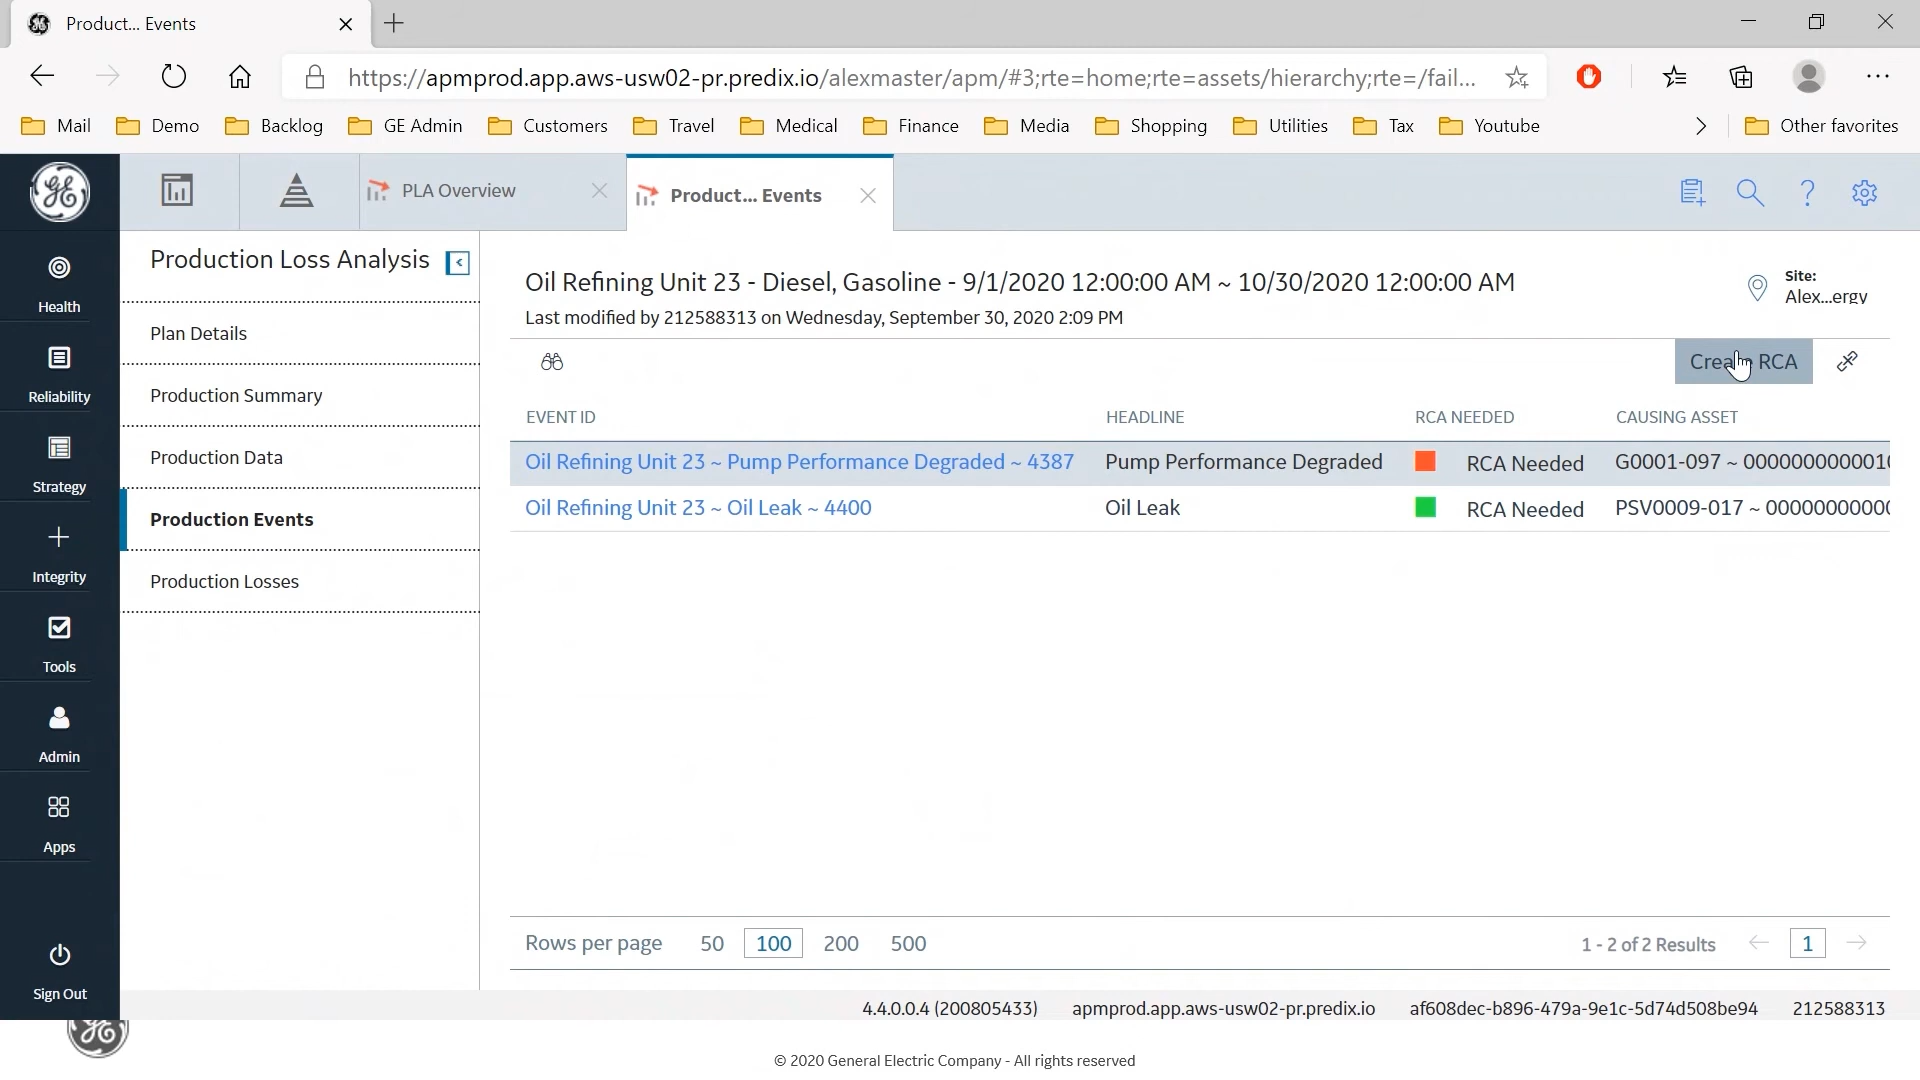 Product... Events
https://apmprod.app.aws-usw02-pr.predix.io/alexmaster/apm/#3;rte=home;rte=assets/hierarchy;rte=/fail...
Mail Demo Backlog GE Admin Customers Travel Medical Finance Media Shopping Utilities Tax Youtube Other favorites
PLA Overview Product... Events
Health
Reliability
Strategy
Integrity
Tools
Admin
Apps
Sign Out
Production Loss Analysis
Plan Details
Production Summary
Production Data
Production Events
Production Losses
Oil Refining Unit 23 - Diesel, Gasoline - 9/1/2020 12:00:00 AM ~ 10/30/2020 12:00:00 AM
Last modified by 212588313 on Wednesday, September 30, 2020 2:09 PM
Site:
Alex...ergy
Create RCA
EVENT ID HEADLINE RCA NEEDED CAUSING ASSET
Oil Refining Unit 23 ~ Pump Performance Degraded ~ 4387 Pump Performance Degraded RCA Needed G0001-097 ~ 0000000000010
Oil Refining Unit 23 ~ Oil Leak ~ 4400 Oil Leak RCA Needed PSV0009-017 ~ 00000000000
Rows per page 50 100 200 500 1 - 2 of 2 Results 1
4.4.0.0.4 (200805433) apmprod.app.aws-usw02-pr.predix.io af608dec-b896-479a-9e1c-5d74d508be94 212588313
© 2020 General Electric Company - All rights reserved